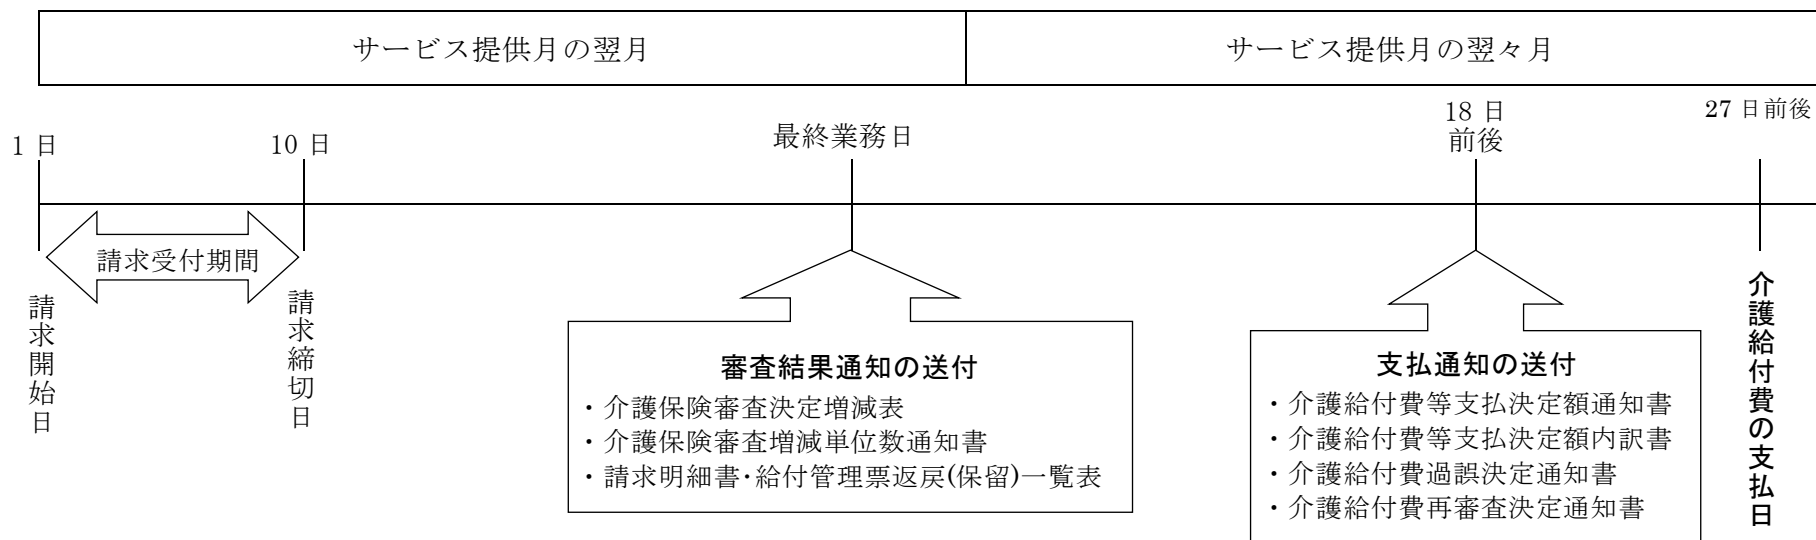 サービス提供月の翌月
サービス提供月の翌々月
1 日
10 日
最終業務日
18 日
前後
27 日前後
請求受付期間
請求開始日
請求締切日
審査結果通知の送付
・介護保険審査決定増減表
・介護保険審査増減単位数通知書
・請求明細書・給付管理票返戻(保留)一覧表
支払通知の送付
・介護給付費等支払決定額通知書
・介護給付費等支払決定額内訳書
・介護給付費過誤決定通知書
・介護給付費再審査決定通知書
介護給付費の支払日